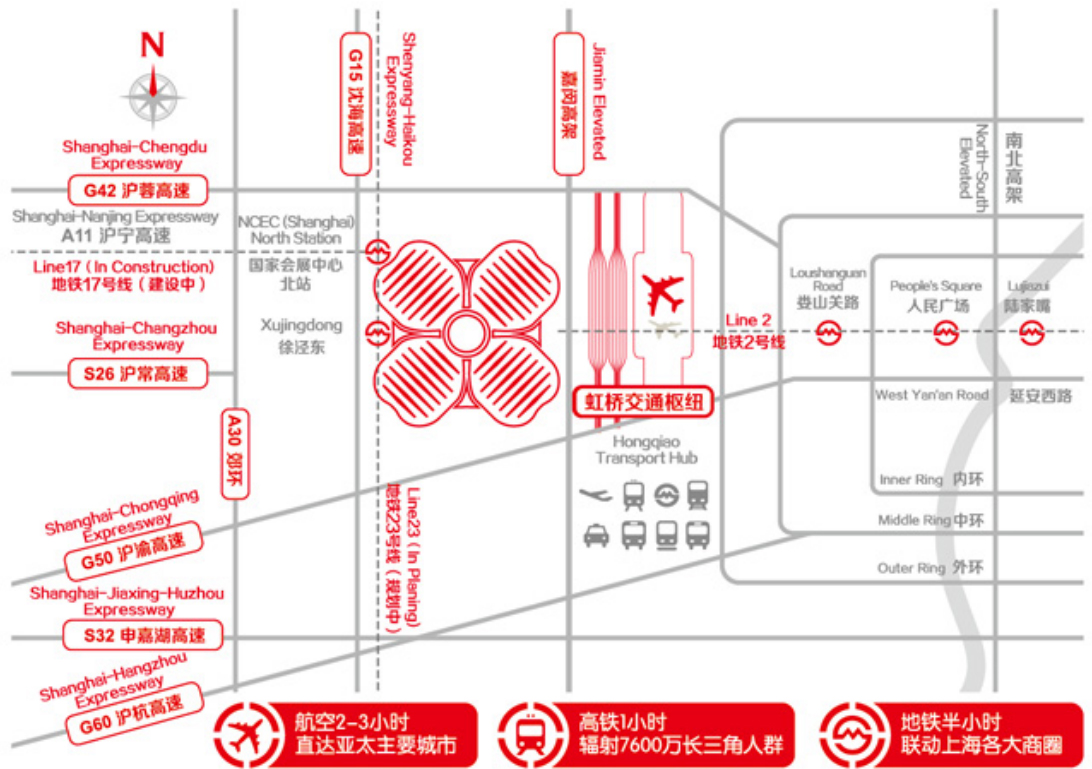 N
G15 沈海高速
Shenyang-Haikou
Expressway
嘉闵高架
Jiamin Elevated
North-South
Elevated
南北高架
Shanghai-Chengdu
Expressway
G42 沪蓉高速
Shanghai-Nanjing Expressway
A11 沪宁高速
NCEC (Shanghai)
North Station
国家会展中心
北站
Line17 ( In Construction)
地铁17号线 ( 建设中 )
Shanghai-Changzhou
Expressway
S26 沪常高速
Xujingdong
徐泾东
Line 2
地铁2号线
Loushanguan
Road
娄山关路
People's Square
人民广场
Lujiazui
陆家嘴
虹桥交通枢纽
Hongqiao
Transport Hub
West Yan'an Road 延安西路
A30 郊环
Inner Ring 内环
Middle Ring 中环
Outer Ring 外环
Shanghai-Chongqing
Expressway
G50 沪渝高速
Line23 ( In Planing)
地铁23号线 ( 规划中 )
Shanghai-Jiaxing-Huzhou
Expressway
S32 申嘉湖高速
Shanghai-Hangzhou
Expressway
G60 沪杭高速
航空2-3小时
直达亚太主要城市
高铁1小时
辐射7600万长三角人群
地铁半小时
联动上海各大商圈